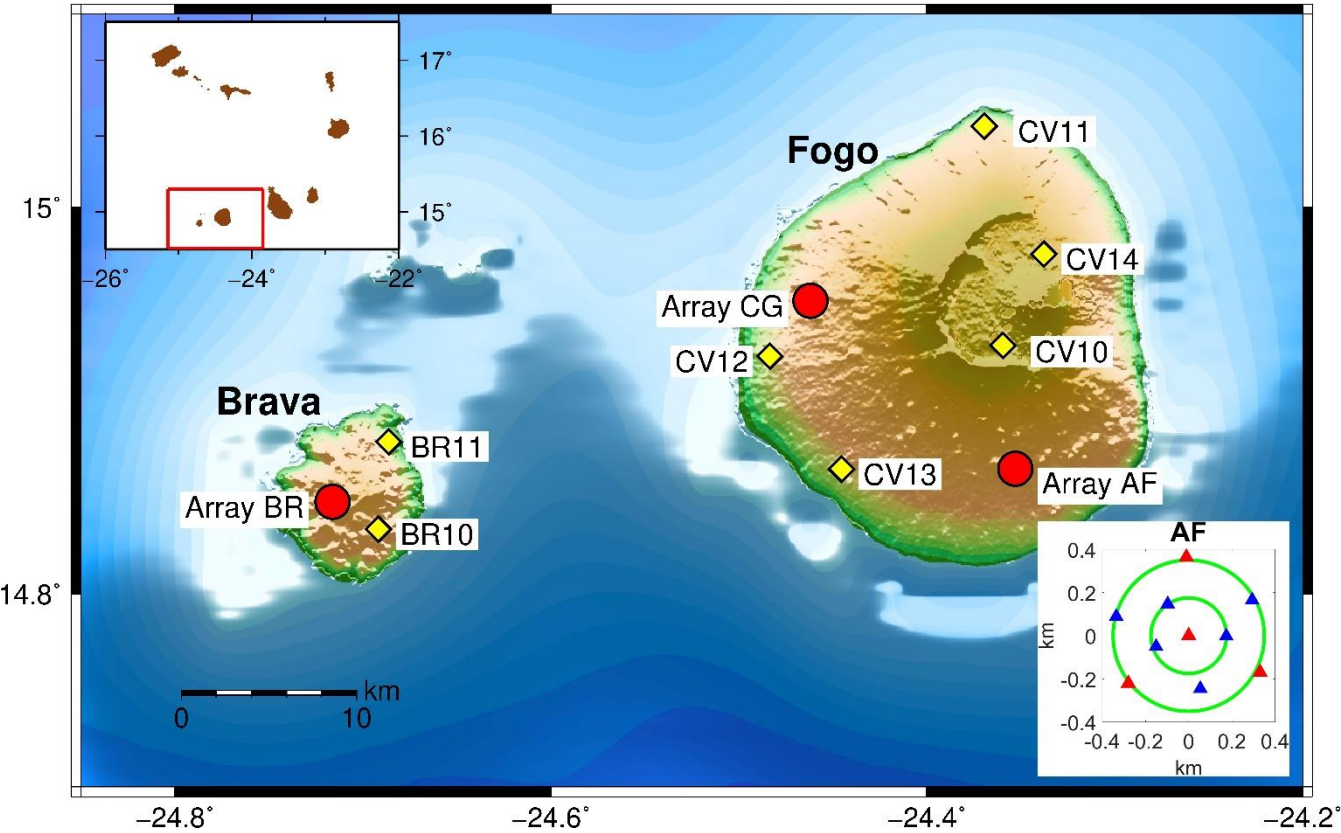 17°
16°
15°
−26°
−24°
−22°
Fogo
CV11
15°
CV14
Array CG
CV12
CV10
Brava
BR11
CV13
Array AF
Array BR
BR10
AF
0.4
0.2
0
-0.2
-0.4
km
-0.4 -0.2 0 0.2 0.4
km
14.8°
km
0 10
−24.8° −24.6° −24.4° −24.2°